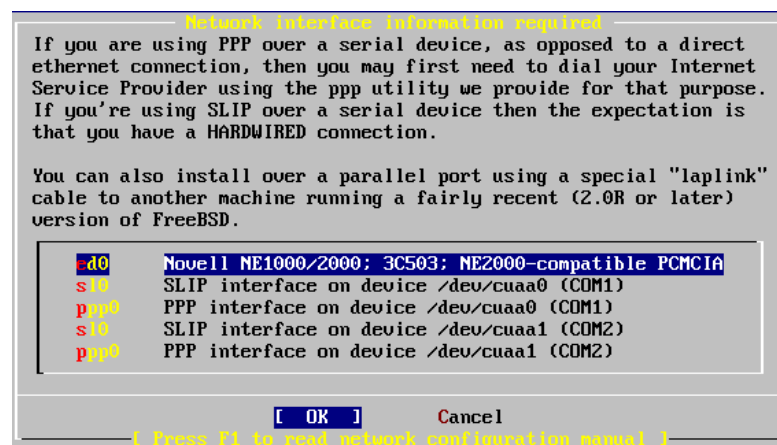 Network interface information required
If you are using PPP over a serial device, as opposed to a direct
ethernet connection, then you may first need to dial your Internet
Service Provider using the ppp utility we provide for that purpose.
If you're using SLIP over a serial device then the expectation is
that you have a HARDWIRED connection.
You can also install over a parallel port using a special "laplink"
cable to another machine running a fairly recent (2.0R or later)
version of FreeBSD.
ed0 Novell NE1000/2000; 3C503; NE2000-compatible PCMCIA
sl0 SLIP interface on device /dev/cuaa0 (COM1)
ppp0 PPP interface on device /dev/cuaa0 (COM1)
sl0 SLIP interface on device /dev/cuaa1 (COM2)
ppp0 PPP interface on device /dev/cuaa1 (COM2)
[ OK ] Cancel
[ Press F1 to read network configuration manual ]